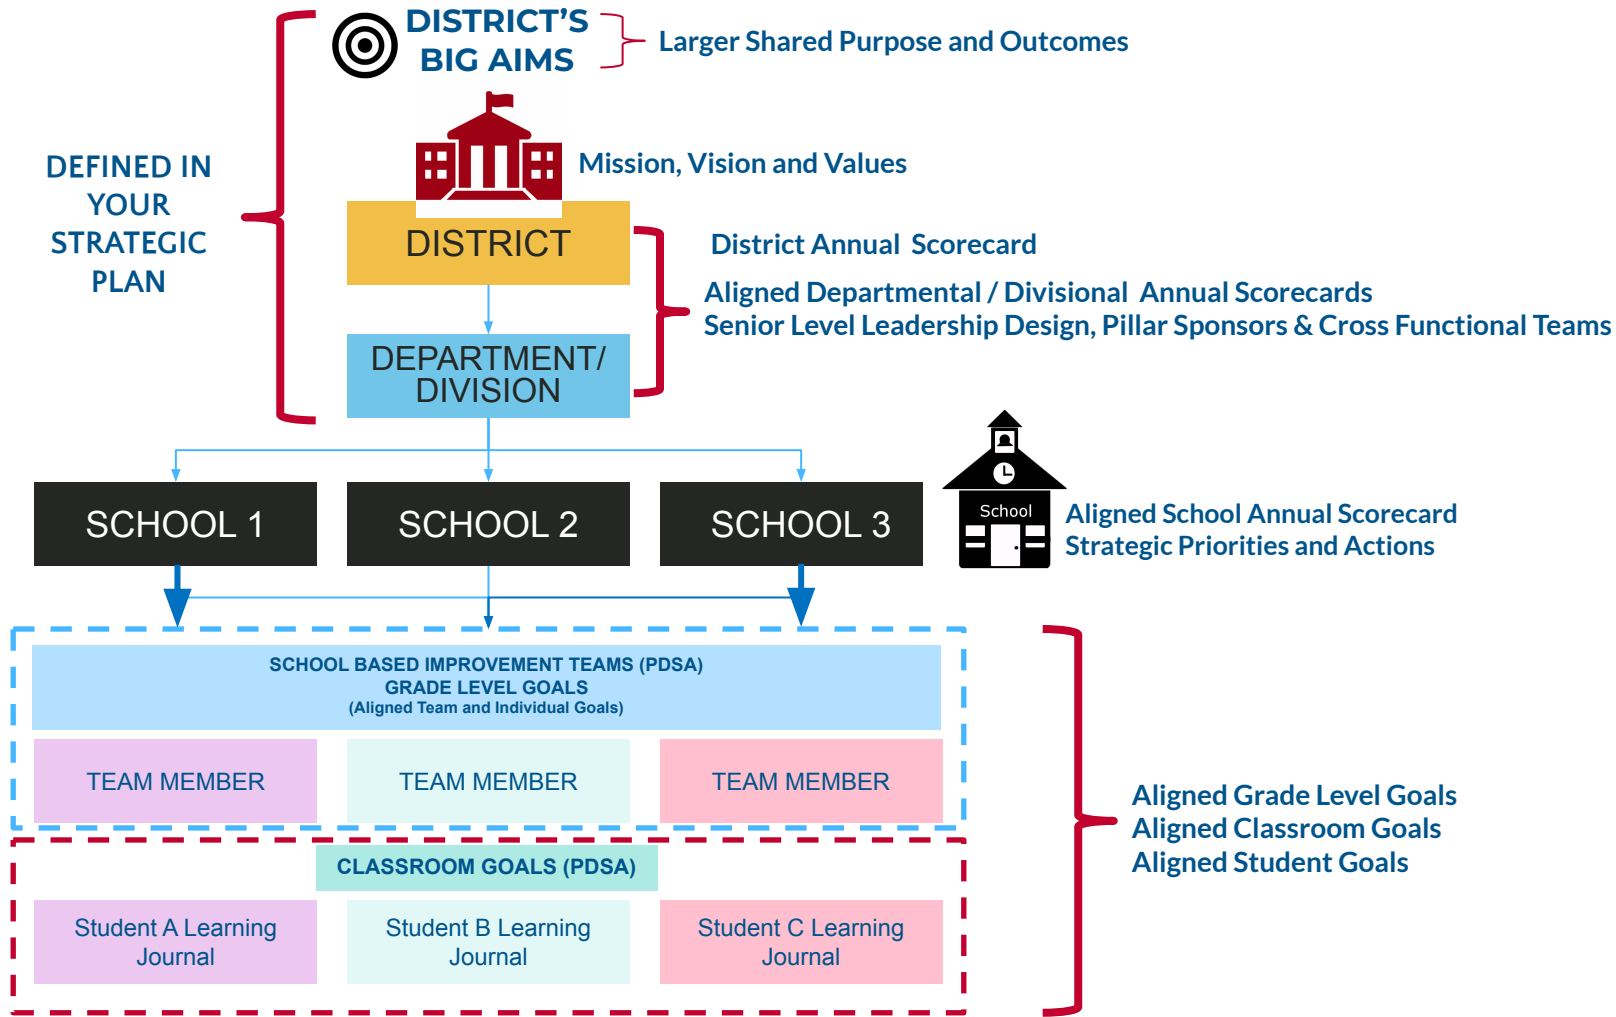 DISTRICT'S
BIG AIMS
Larger Shared Purpose and Outcomes
Mission, Vision and Values
DEFINED IN
YOUR
STRATEGIC
PLAN
DISTRICT
District Annual Scorecard
Aligned Departmental / Divisional Annual Scorecards
Senior Level Leadership Design, Pillar Sponsors & Cross Functional Teams
DEPARTMENT/
DIVISION
SCHOOL 1
SCHOOL 2
SCHOOL 3
School
Aligned School Annual Scorecard
Strategic Priorities and Actions
SCHOOL BASED IMPROVEMENT TEAMS (PDSA)
GRADE LEVEL GOALS
(Aligned Team and Individual Goals)
TEAM MEMBER
TEAM MEMBER
TEAM MEMBER
Aligned Grade Level Goals
Aligned Classroom Goals
Aligned Student Goals
CLASSROOM GOALS (PDSA)
Student A Learning
Journal
Student B Learning
Journal
Student C Learning
Journal